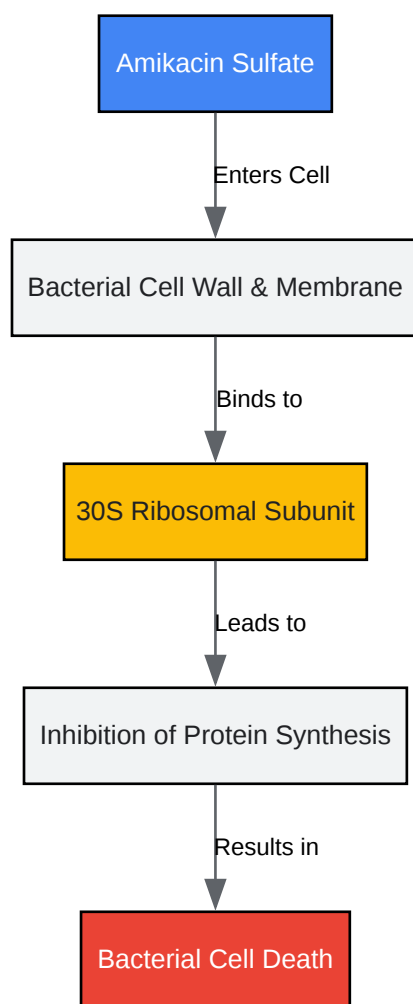 Amikacin Sulfate
Enters Cell
Bacterial Cell Wall & Membrane
Binds to
30S Ribosomal Subunit
Leads to
Inhibition of Protein Synthesis
Results in
Bacterial Cell Death